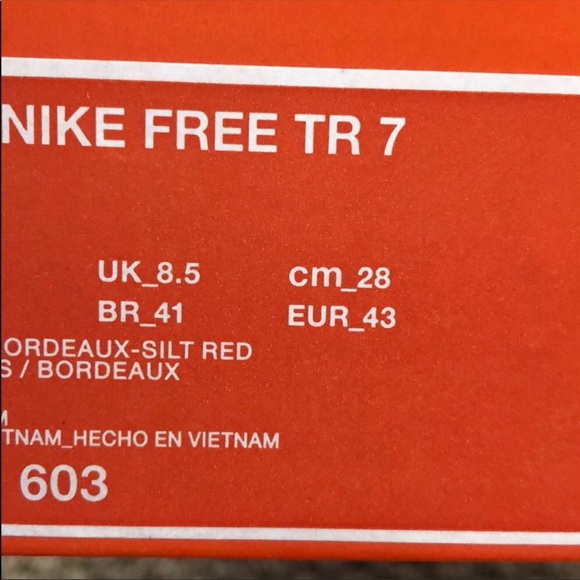 NIKE FREE TR 7
UK_8.5 cm_28
BR_41 EUR_43
ORDEAUX-SILT RED
S / BORDEAUX
M
TNAM_HECHO EN VIETNAM
603